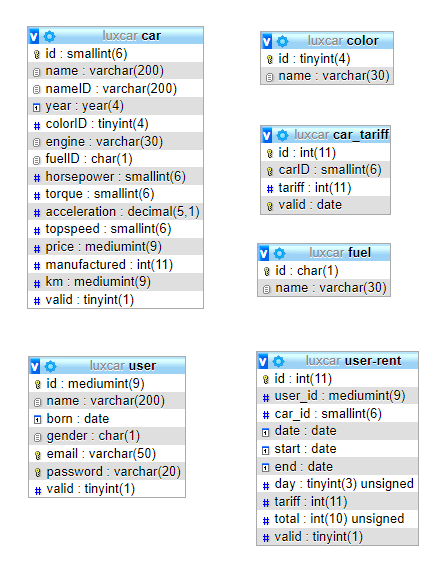 luxcar car
id : smallint(6)
name : varchar(200)
nameID : varchar(200)
year : year(4)
colorID : tinyint(4)
engine : varchar(30)
fuelID : char(1)
horsepower : smallint(6)
torque : smallint(6)
acceleration : decimal(5,1)
topspeed : smallint(6)
price : mediumint(9)
manufactured : int(11)
km : mediumint(9)
valid : tinyint(1)
luxcar color
id : tinyint(4)
name : varchar(30)
luxcar car_tariff
id : int(11)
carID : smallint(6)
tariff : int(11)
valid : date
luxcar fuel
id : char(1)
name : varchar(30)
luxcar user
id : mediumint(9)
name : varchar(200)
born : date
gender : char(1)
email : varchar(50)
password : varchar(20)
valid : tinyint(1)
luxcar user-rent
id : int(11)
user_id : mediumint(9)
car_id : smallint(6)
date : date
start : date
end : date
day : tinyint(3) unsigned
tariff : int(11)
total : int(10) unsigned
valid : tinyint(1)